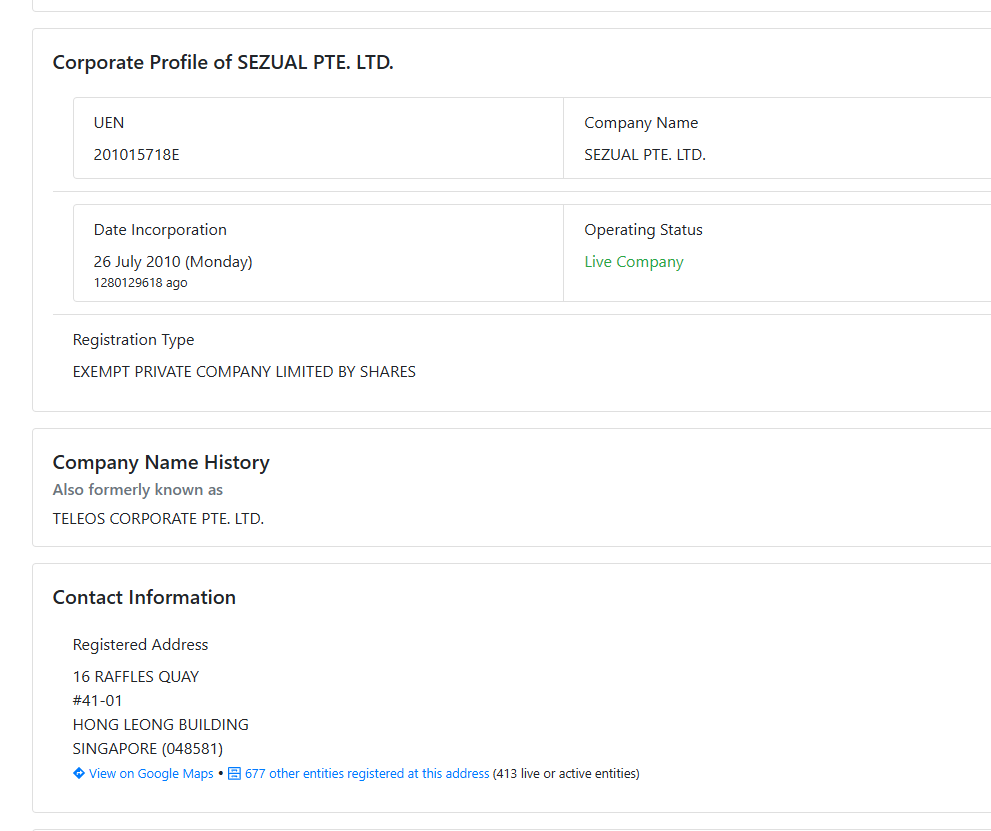 Corporate Profile of SEZUAL PTE. LTD.
UEN
201015718E
Company Name
SEZUAL PTE. LTD.
Date Incorporation
26 July 2010 (Monday)
1280129618 ago
Operating Status
Live Company
Registration Type
EXEMPT PRIVATE COMPANY LIMITED BY SHARES
Company Name History
Also formerly known as
TELEOS CORPORATE PTE. LTD.
Contact Information
Registered Address
16 RAFFLES QUAY
#41-01
HONG LEONG BUILDING
SINGAPORE (048581)
View on Google Maps • 677 other entities registered at this address (413 live or active entities)